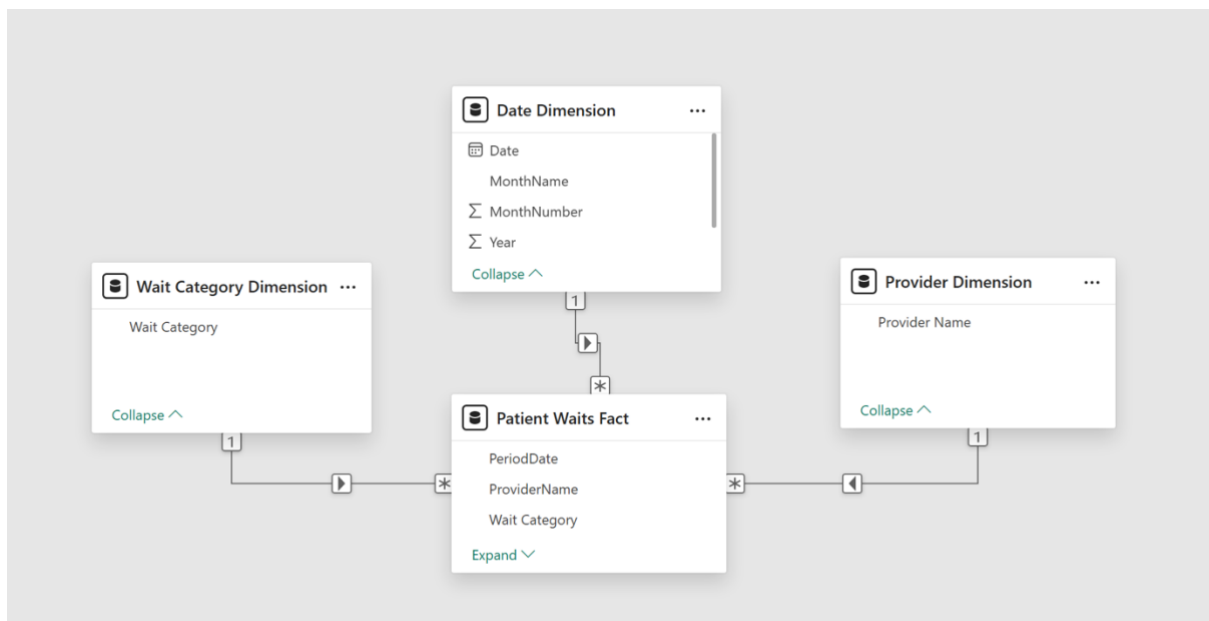 Date Dimension ...
Date
MonthName
∑ MonthNumber
∑ Year
Collapse
Wait Category Dimension ...
Wait Category
Collapse
Provider Dimension ...
Provider Name
Collapse
1
1
1
*
Patient Waits Fact ...
PeriodDate
ProviderName
Wait Category
Expand
*
*